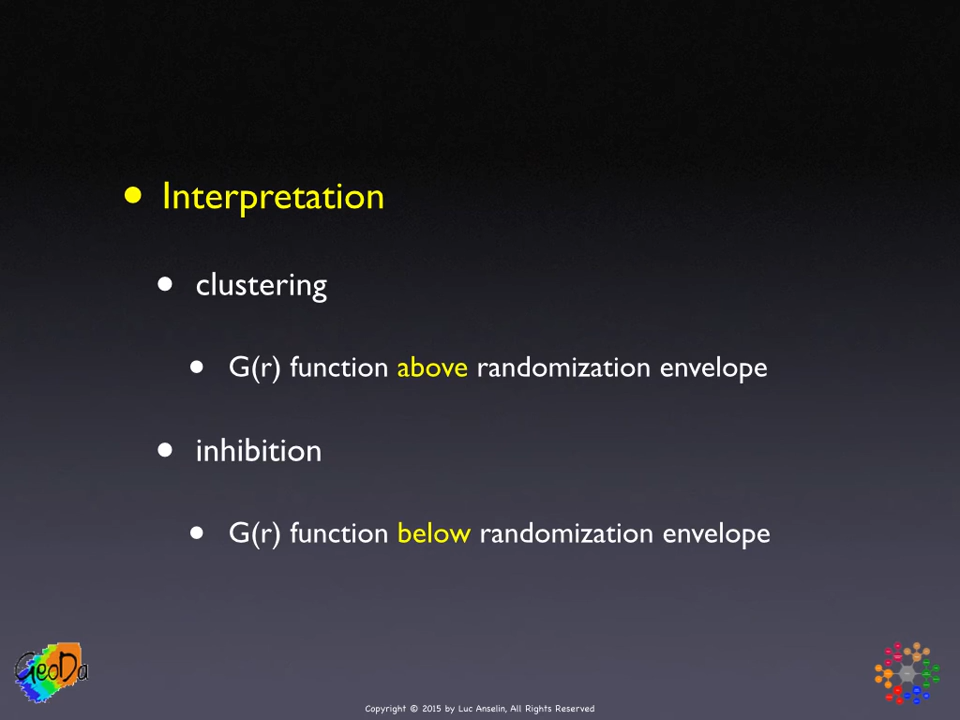 • Interpretation
• clustering
• G(r) function above randomization envelope
• inhibition
• G(r) function below randomization envelope
GeoDa
Copyright © 2015 by Luc Anselin, All Rights Reserved